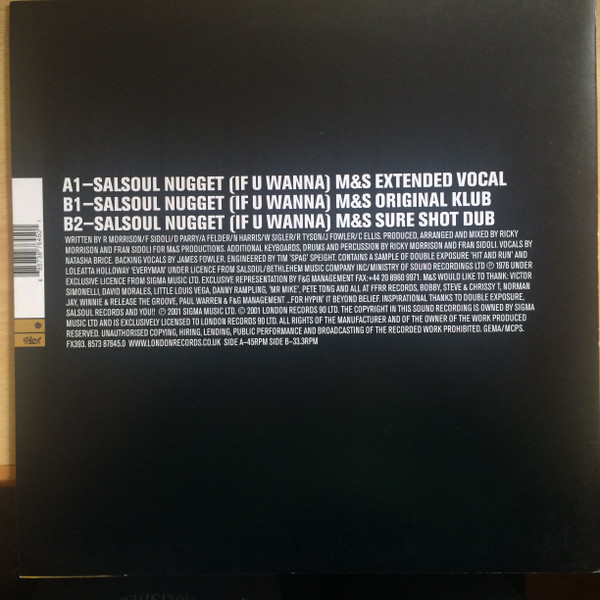 A1–SALSOUL NUGGET (IF U WANNA) M&S EXTENDED VOCAL
B1–SALSOUL NUGGET (IF U WANNA) M&S ORIGINAL KLUB
B2–SALSOUL NUGGET (IF U WANNA) M&S SURE SHOT DUB
WRITTEN BY R MORRISON/F SIDOLI/D PARRY/A FELDER/N HARRIS/W SIGLER/R TYSON/J FOWLER/C ELLIS. PRODUCED, ARRANGED AND MIXED BY RICKY
MORRISON AND FRAN SIDOLI FOR M&S PRODUCTIONS. ADDITIONAL KEYBOARDS, DRUMS AND PERCUSSION BY RICKY MORRISON AND FRAN SIDOLI. VOCALS BY
NATASHA BRICE. BACKING VOCALS BY JAMES FOWLER. ENGINEERED BY TIM 'SPAG' SPEIGHT. CONTAINS A SAMPLE OF DOUBLE EXPOSURE 'HIT AND RUN' AND
LOLEATTA HOLLOWAY 'EVERYMAN' UNDER LICENCE FROM SALSOUL/BETHLEHEM MUSIC COMPANY INC/MINISTRY OF SOUND RECORDINGS LTD ℗ 1976 UNDER
EXCLUSIVE LICENCE FROM SIGMA MUSIC LTD. EXCLUSIVE REPRESENTATION BY F&G MANAGEMENT FAX:+44 20 8960 9971. M&S WOULD LIKE TO THANK: VICTOR
SIMONELLI, DAVID MORALES, LITTLE LOUIS VEGA, DANNY RAMPLING, 'MR MIKE', PETE TONG AND ALL AT FFRR RECORDS, BOBBY, STEVE & CHRISSY T, NORMAN
JAY, WINNIE & RELEASE THE GROOVE, PAUL WARREN & F&G MANAGEMENT ...FOR HYPIN' IT BEYOND BELIEF. INSPIRATIONAL THANKS TO DOUBLE EXPOSURE,
SALSOUL RECORDS AND YOU!! ℗ 2001 SIGMA MUSIC LTD. © 2001 LONDON RECORDS 90 LTD. THE COPYRIGHT IN THIS SOUND RECORDING IS OWNED BY SIGMA
MUSIC LTD AND IS EXCLUSIVELY LICENSED TO LONDON RECORDS 90 LTD. ALL RIGHTS OF THE MANUFACTURER AND OF THE OWNER OF THE WORK PRODUCED
RESERVED. UNAUTHORISED COPYING, HIRING, LENDING, PUBLIC PERFORMANCE AND BROADCASTING OF THE RECORDED WORK PROHIBITED. GEMA/MCPS.
FX393. 8573 87645.0 WWW.LONDONRECORDS.CO.UK SIDE A–45RPM SIDE B–33.3RPM